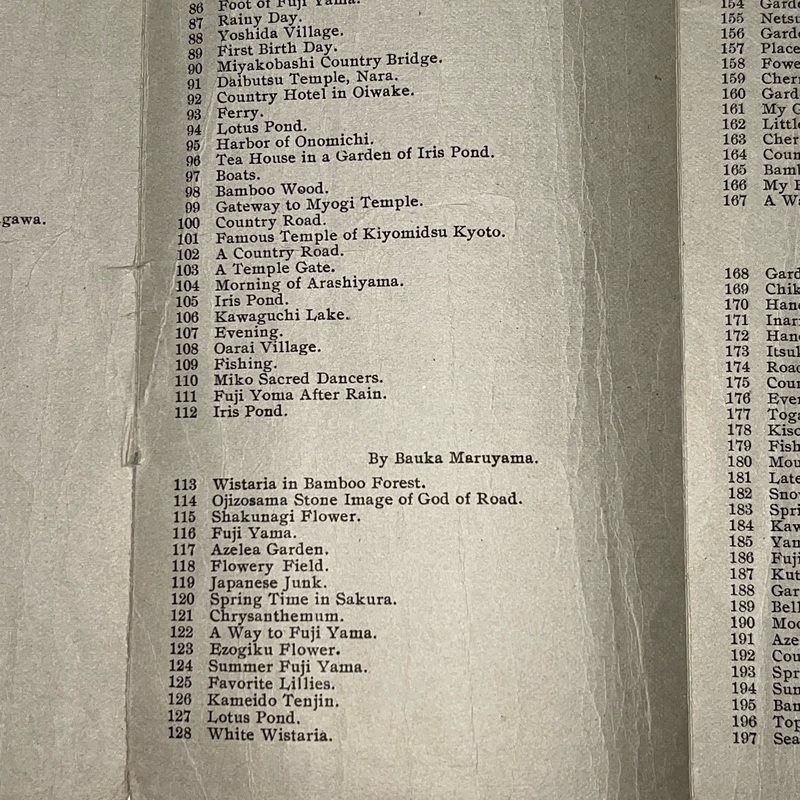 gawa.
86 Foot of Fuji Yama.
87 Rainy Day.
88 Yoshida Village.
89 First Birth Day.
90 Miyakobashi Country Bridge.
91 Daibutsu Temple, Nara.
92 Country Hotel in Oiwake.
93 Ferry.
94 Lotus Pond.
95 Harbor of Onomichi.
96 Tea House in a Garden of Iris Pond.
97 Boats.
98 Bamboo Wood.
99 Gateway to Myogi Temple.
100 Country Road.
101 Famous Temple of Kiyomidsu Kyoto.
102 A Country Road.
103 A Temple Gate.
104 Morning of Arashiyama.
105 Iris Pond.
106 Kawaguchi Lake.
107 Evening.
108 Oarai Village.
109 Fishing.
110 Miko Sacred Dancers.
111 Fuji Yoma After Rain.
112 Iris Pond.
By Bauka Maruyama.
113 Wistaria in Bamboo Forest.
114 Ojizosama Stone Image of God of Road.
115 Shakunagi Flower.
116 Fuji Yama.
117 Azelea Garden.
118 Flowery Field.
119 Japanese Junk.
120 Spring Time in Sakura.
121 Chrysanthemum.
122 A Way to Fuji Yama.
123 Ezogiku Flower.
124 Summer Fuji Yama.
125 Favorite Lillies.
126 Kameido Tenjin.
127 Lotus Pond.
128 White Wistaria.
154 Garde
155 Netsu
156 Garde
157 Place
158 Fowe
159 Cherr
160 Gard
161 My G
162 Little
163 Cher
164 Coun
165 Bamb
166 My
167 A Wa
168 Gard
169 Chik
170 Hand
171 Inar
172 Han
173 Itsul
174 Road
175 Coun
176 Ever
177 Toga
178 Kiso
179 Fish
180 Mou
181 Late
182 Sno
183 Spri
184 Kaw
185 Yan
186 Fuji
187 Kut
188 Gar
189 Bell
190 Moo
191 Aze
192 Cou
193 Spr
194 Sun
195 Ban
196 Top
197 Sea